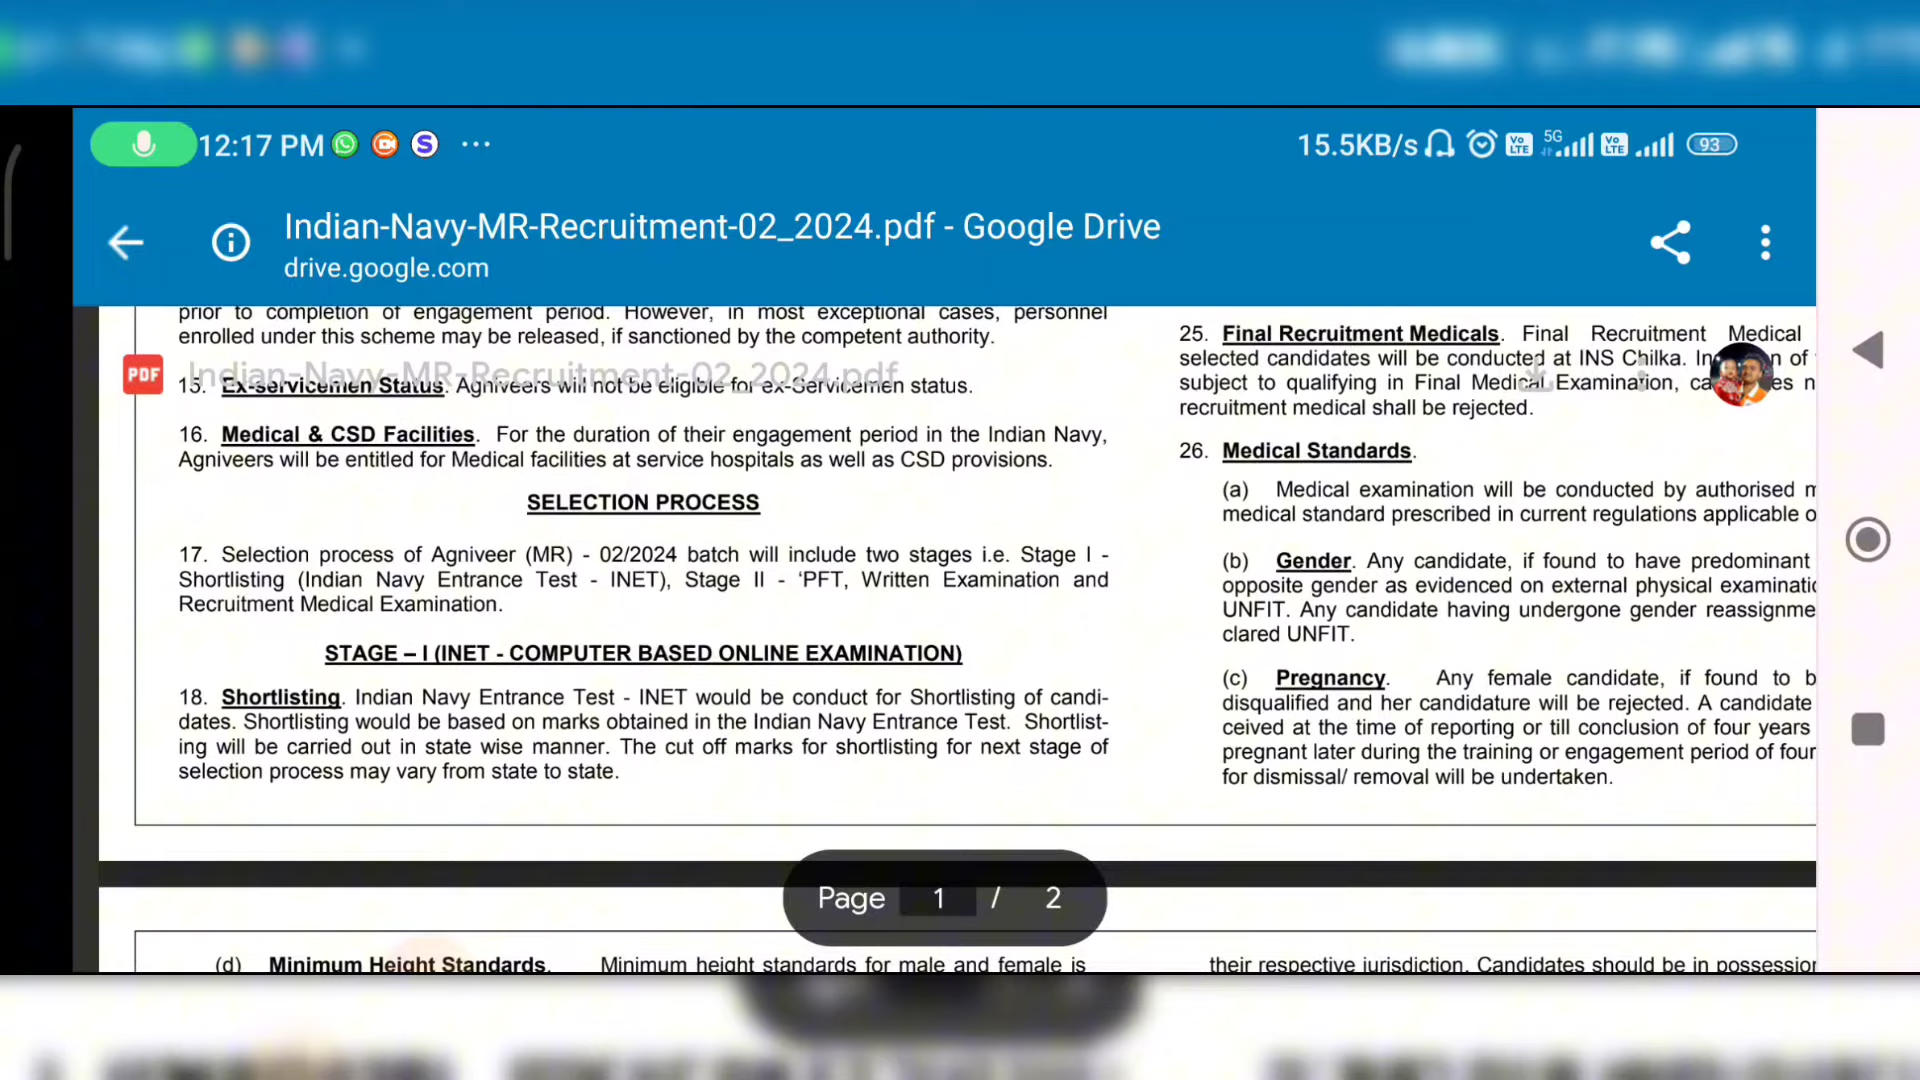 12:17 PM
15.5KB/s
Vo LTE
5G
Vo LTE
93
Indian-Navy-MR-Recruitment-02_2024.pdf - Google Drive
drive.google.com
prior to completion of engagement period. However, in most exceptional cases, personnel
enrolled under this scheme may be released, if sanctioned by the competent authority.
PDF
Indian-Navy-MR-Recruitment-02_2024.pdf
15. Ex-servicemen Status. Agniveers will not be eligible for ex-Servicemen status.
16. Medical & CSD Facilities. For the duration of their engagement period in the Indian Navy,
Agniveers will be entitled for Medical facilities at service hospitals as well as CSD provisions.
SELECTION PROCESS
17. Selection process of Agniveer (MR) - 02/2024 batch will include two stages i.e. Stage I -
Shortlisting (Indian Navy Entrance Test - INET), Stage II - ‘PFT, Written Examination and
Recruitment Medical Examination.
STAGE – I (INET - COMPUTER BASED ONLINE EXAMINATION)
18. Shortlisting. Indian Navy Entrance Test - INET would be conduct for Shortlisting of candi-
dates. Shortlisting would be based on marks obtained in the Indian Navy Entrance Test. Shortlist-
ing will be carried out in state wise manner. The cut off marks for shortlisting for next stage of
selection process may vary from state to state.
25. Final Recruitment Medicals. Final Recruitment Medical
selected candidates will be conducted at INS Chilka. In of
subject to qualifying in Final Medical Examination,
recruitment medical shall be rejected.
26. Medical Standards.
(a) Medical examination will be conducted by authorised m
medical standard prescribed in current regulations applicable o
(b) Gender. Any candidate, if found to have predominant
opposite gender as evidenced on external physical examinatio
UNFIT. Any candidate having undergone gender reassignme
clared UNFIT.
(c) Pregnancy. Any female candidate, if found to b
disqualified and her candidature will be rejected. A candidate
ceived at the time of reporting or till conclusion of four years
pregnant later during the training or engagement period of four
for dismissal/ removal will be undertaken.
Page 1 / 2
(d) Minimum Height Standards. Minimum height standards for male and female is
their respective jurisdiction. Candidates should be in possession